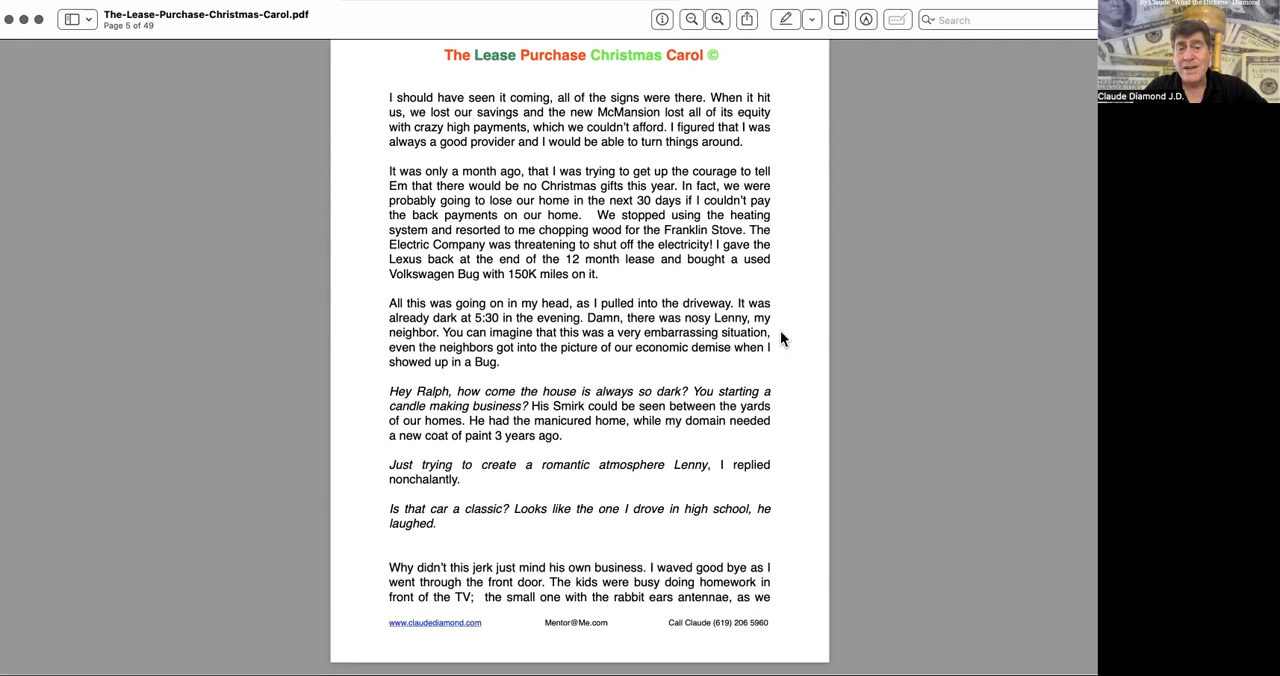 The-Lease-Purchase-Christmas-Carol.pdf
Page 5 of 49
Search
By Claude "What the Dickens" Diamond
Claude Diamond J.D.
The Lease Purchase Christmas Carol ©
I should have seen it coming, all of the signs were there. When it hit
us, we lost our savings and the new McMansion lost all of its equity
with crazy high payments, which we couldn't afford. I figured that I was
always a good provider and I would be able to turn things around.
It was only a month ago, that I was trying to get up the courage to tell
Em that there would be no Christmas gifts this year. In fact, we were
probably going to lose our home in the next 30 days if I couldn't pay
the back payments on our home. We stopped using the heating
system and resorted to me chopping wood for the Franklin Stove. The
Electric Company was threatening to shut off the electricity! I gave the
Lexus back at the end of the 12 month lease and bought a used
Volkswagen Bug with 150K miles on it.
All this was going on in my head, as I pulled into the driveway. It was
already dark at 5:30 in the evening. Damn, there was nosy Lenny, my
neighbor. You can imagine that this was a very embarrassing situation,
even the neighbors got into the picture of our economic demise when I
showed up in a Bug.
Hey Ralph, how come the house is always so dark? You starting a
candle making business? His Smirk could be seen between the yards
of our homes. He had the manicured home, while my domain needed
a new coat of paint 3 years ago.
Just trying to create a romantic atmosphere Lenny, I replied
nonchalantly.
Is that car a classic? Looks like the one I drove in high school, he
laughed.
Why didn't this jerk just mind his own business. I waved good bye as I
went through the front door. The kids were busy doing homework in
front of the TV; the small one with the rabbit ears antennae, as we
www.claudediamond.com Mentor@Me.com Call Claude (619) 206 5960